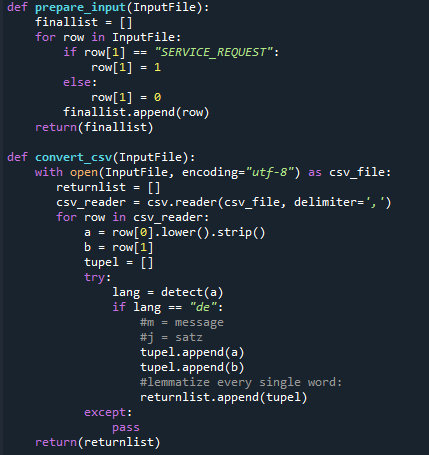 def prepare_input(InputFile):
    finallist = []
    for row in InputFile:
        if row[1] == "SERVICE_REQUEST":
            row[1] = 1
        else:
            row[1] = 0
        finallist.append(row)
    return(finallist)

def convert_csv(InputFile):
    with open(InputFile, encoding="utf-8") as csv_file:
        returnlist = []
        csv_reader = csv.reader(csv_file, delimiter=',')
        for row in csv_reader:
            a = row[0].lower().strip()
            b = row[1]
            tupel = []
            try:
                lang = detect(a)
                if lang == "de":
                    #m = message
                    #j = satz
                    tupel.append(a)
                    tupel.append(b)
                    #lemmatize every single word:
                    returnlist.append(tupel)
            except:
                pass
    return(returnlist)